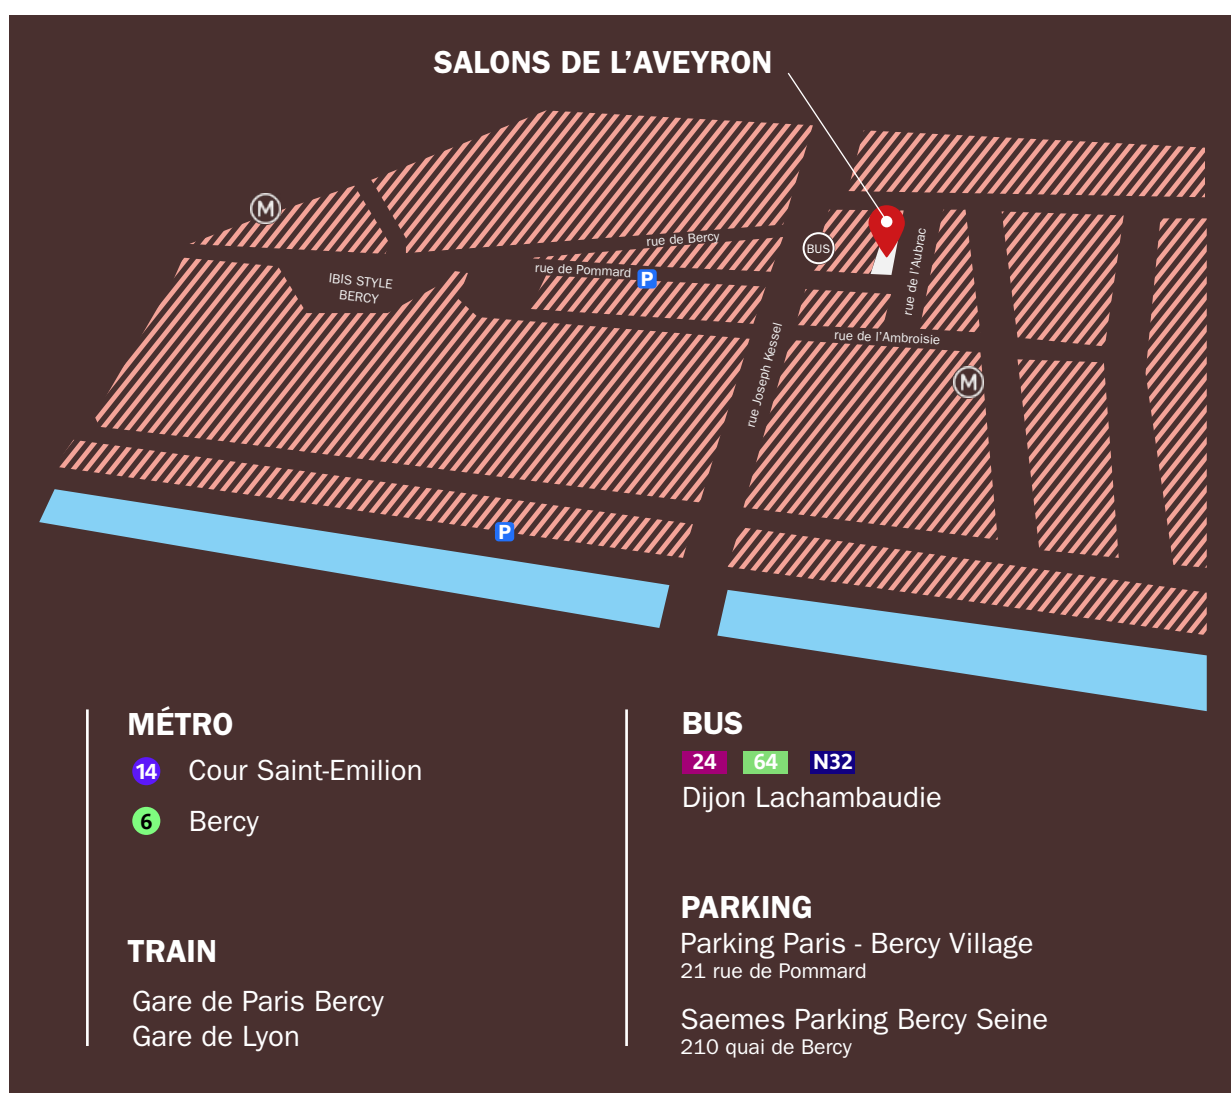 SALONS DE L'AVEYRON
M
rue de Bercy
BUS
rue de l'Aubrac
IBIS STYLE
BERCY
rue de Pommard
P
rue de l'Ambroisie
rue Joseph Kessel
M
P
MÉTRO
14 Cour Saint-Emilion
6 Bercy
TRAIN
Gare de Paris Bercy
Gare de Lyon
BUS
24 64 N32
Dijon Lachambaudie
PARKING
Parking Paris - Bercy Village
21 rue de Pommard
Saemes Parking Bercy Seine
210 quai de Bercy